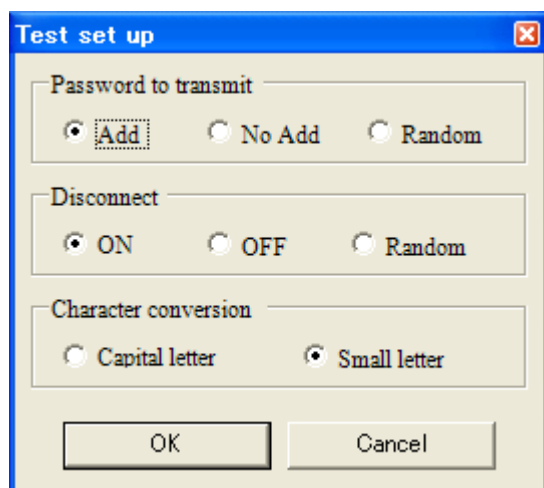 Test set up
Password to transmit
Add No Add Random
Disconnect
ON OFF Random
Character conversion
Capital letter Small letter
OK Cancel